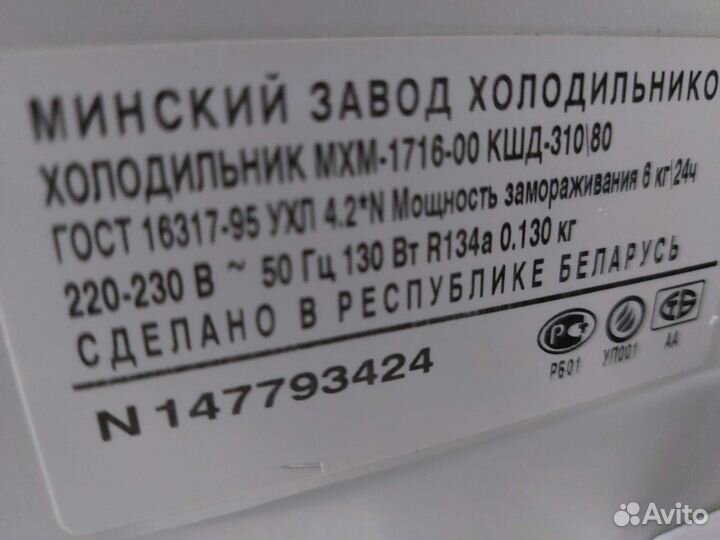 МИНСКИЙ ЗАВОД ХОЛОДИЛЬНИКО
ХОЛОДИЛЬНИК МХМ-1716-00 КШД-310\80
ГОСТ 16317-95 УХЛ 4.2*N Мощность замораживания 6 кг\24ч
220-230 В ~ 50 Гц 130 Вт R134a 0.130 кг
СДЕЛАНО В РЕСПУБЛИКЕ БЕЛАРУСЬ
N 147793424
РБ01 УП001 АА
Avito